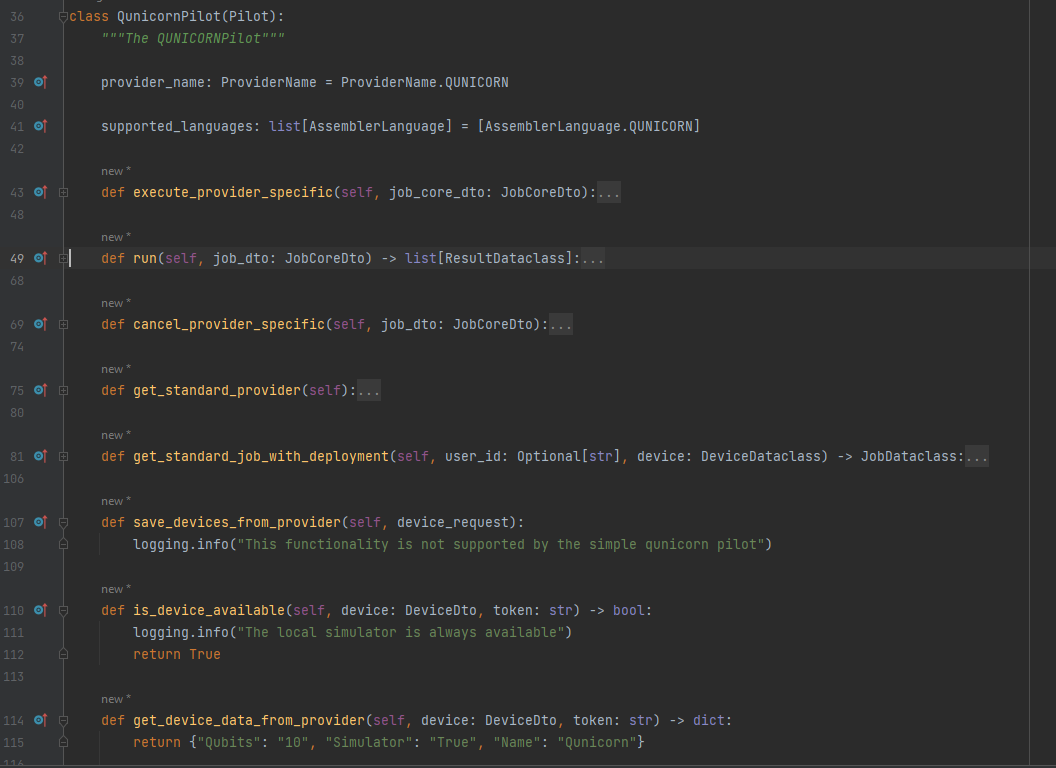 36 class QunicornPilot(Pilot):
37 """The QUNICORNPilot"""
38
39 provider_name: ProviderName = ProviderName.QUNICORN
40
41 supported_languages: list[AssemblerLanguage] = [AssemblerLanguage.QUNICORN]
42
new *
43 def execute_provider_specific(self, job_core_dto: JobCoreDto):...
48
new *
49 def run(self, job_dto: JobCoreDto) -> list[ResultDataclass]:...
68
new *
69 def cancel_provider_specific(self, job_dto: JobCoreDto):...
74
new *
75 def get_standard_provider(self):...
80
new *
81 def get_standard_job_with_deployment(self, user_id: Optional[str], device: DeviceDataclass) -> JobDataclass:...
106
new *
107 def save_devices_from_provider(self, device_request):
108 logging.info("This functionality is not supported by the simple qunicorn pilot")
109
new *
110 def is_device_available(self, device: DeviceDto, token: str) -> bool:
111 logging.info("The local simulator is always available")
112 return True
113
new *
114 def get_device_data_from_provider(self, device: DeviceDto, token: str) -> dict:
115 return {"Qubits": "10", "Simulator": "True", "Name": "Qunicorn"}
116